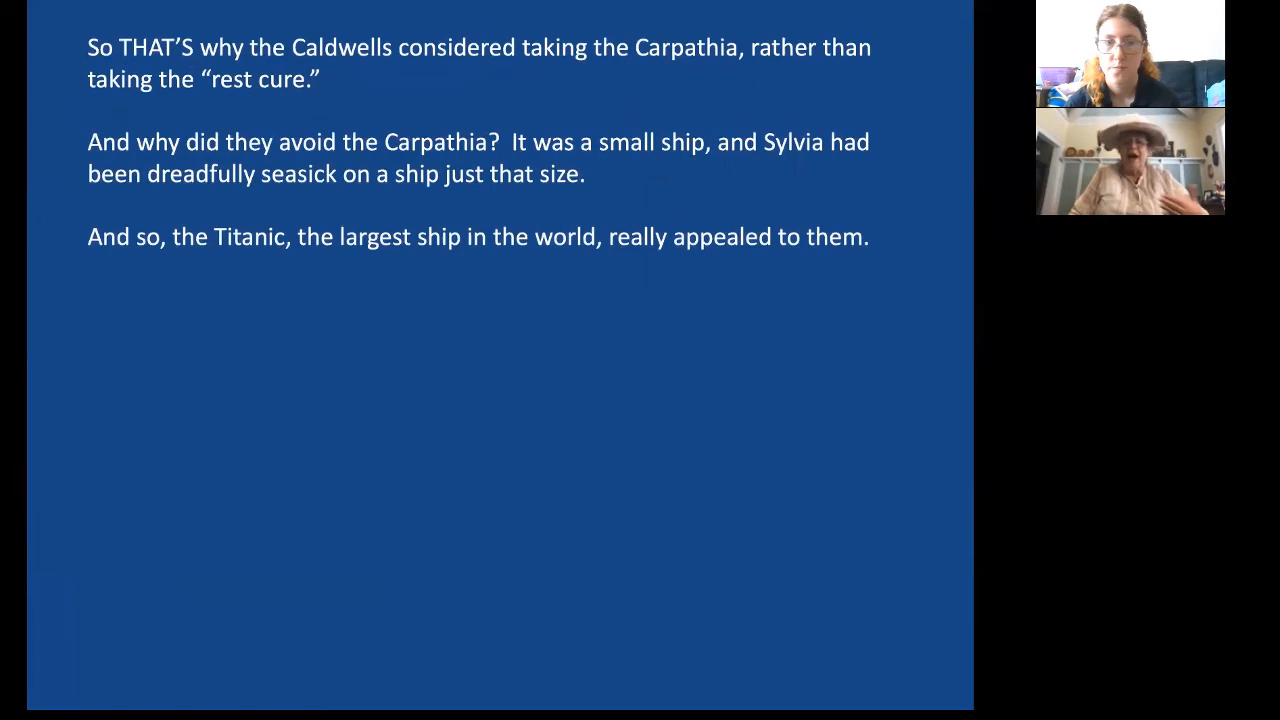 So THAT’S why the Caldwells considered taking the Carpathia, rather than
taking the “rest cure.”
And why did they avoid the Carpathia?  It was a small ship, and Sylvia had
been dreadfully seasick on a ship just that size.
And so, the Titanic, the largest ship in the world, really appealed to them.